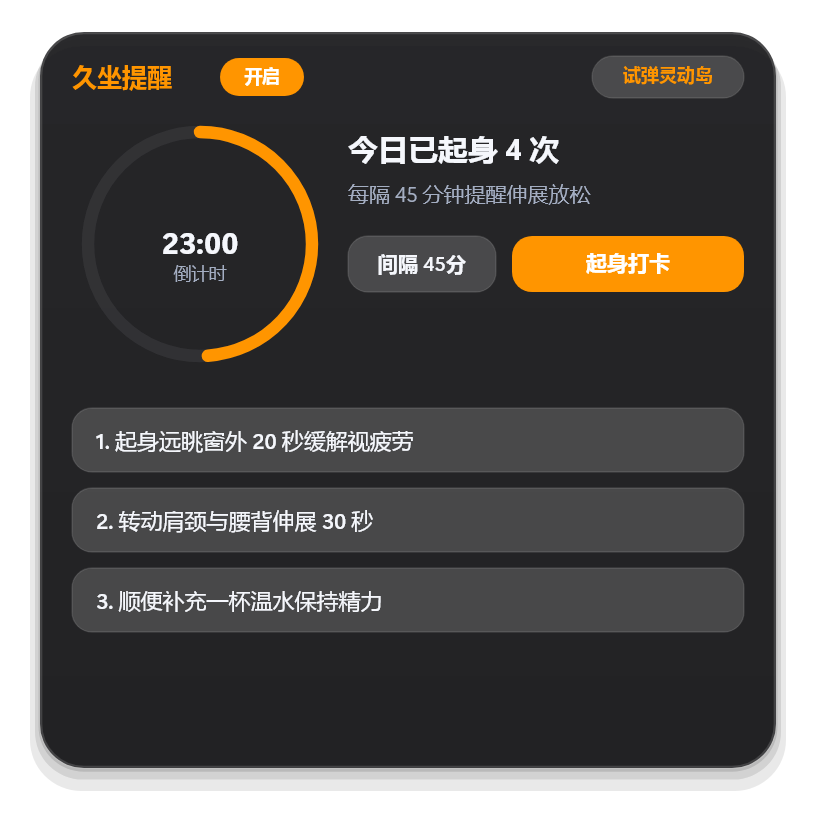 久坐提醒
开启
试弹灵动岛
今日已起身 4 次
每隔 45 分钟提醒伸展放松
23:00
倒计时
间隔 45分
起身打卡
1. 起身远眺窗外 20 秒缓解视疲劳
2. 转动肩颈与腰背伸展 30 秒
3. 顺便补充一杯温水保持精力